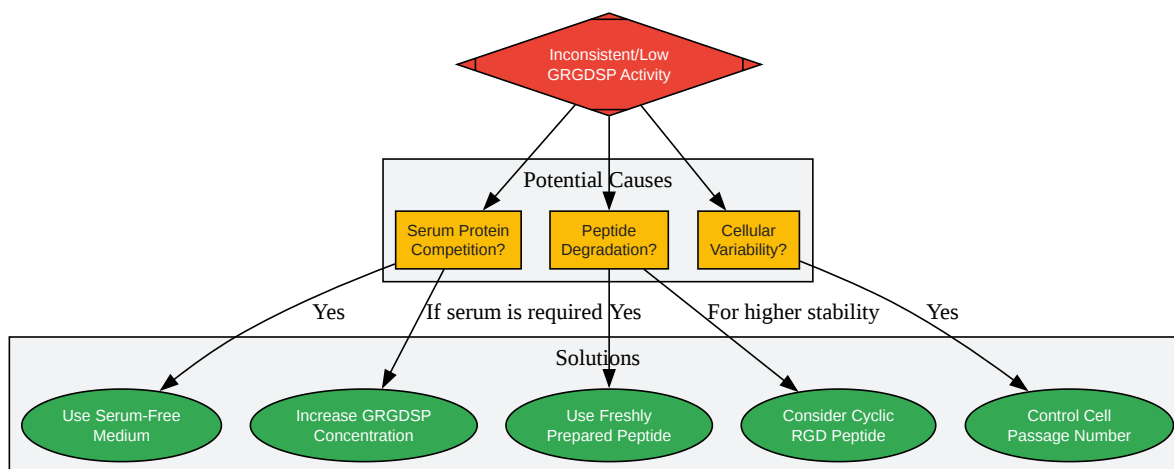 Inconsistent/Low
GRGDSP Activity
Potential Causes
Serum Protein
Competition?
Peptide
Degradation?
Cellular
Variability?
Yes
If serum is required
Yes
For higher stability
Yes
Solutions
Use Serum-Free
Medium
Increase GRGDSP
Concentration
Use Freshly
Prepared Peptide
Consider Cyclic
RGD Peptide
Control Cell
Passage Number